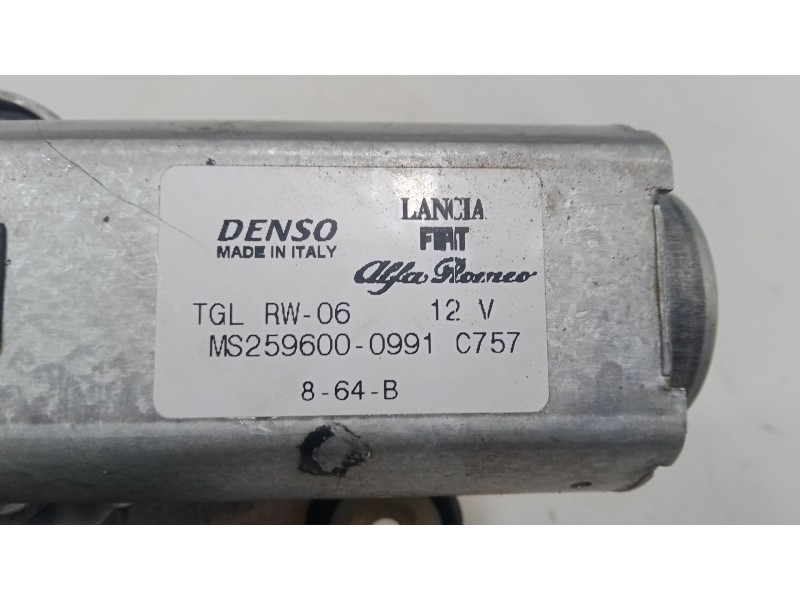 DENSO
MADE IN ITALY
LANCIA
FIAT
Alfa Romeo
TGL RW-06 12 V
MS259600-0991 C757
8-64-B